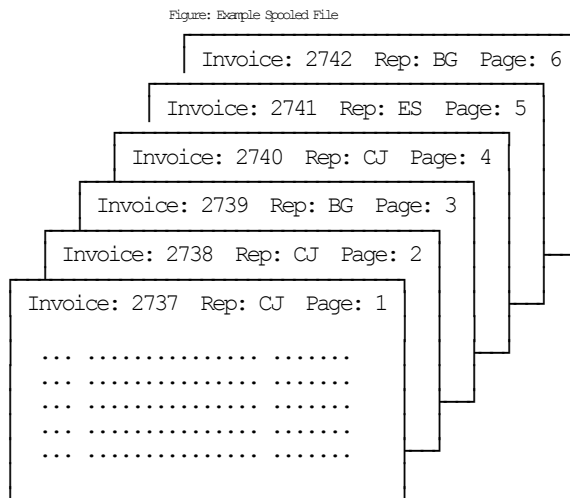 Figure: Example Spooled File
Invoice: 2742 Rep: BG Page: 6
Invoice: 2741 Rep: ES Page: 5
Invoice: 2740 Rep: CJ Page: 4
Invoice: 2739 Rep: BG Page: 3
Invoice: 2738 Rep: CJ Page: 2
Invoice: 2737 Rep: CJ Page: 1
... ............... .......
... ............... .......
... ............... .......
... ............... .......
... ............... .......